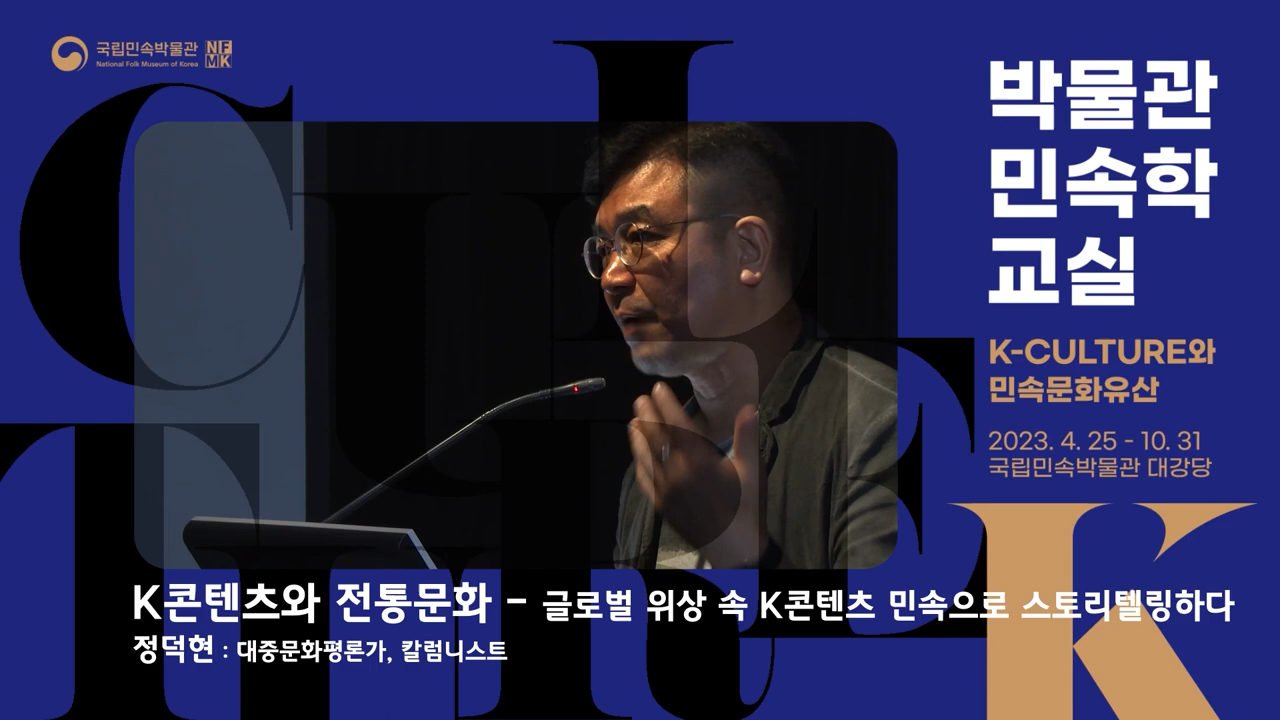 국립민속박물관
National Folk Museum of Korea
NF
MK
박물관
민속학
교실
K-CULTURE와
민속문화유산
2023. 4. 25 - 10. 31
국립민속박물관 대강당
K콘텐츠와 전통문화 - 글로벌 위상 속 K콘텐츠 민속으로 스토리텔링하다
정덕현 : 대중문화평론가, 칼럼니스트
K